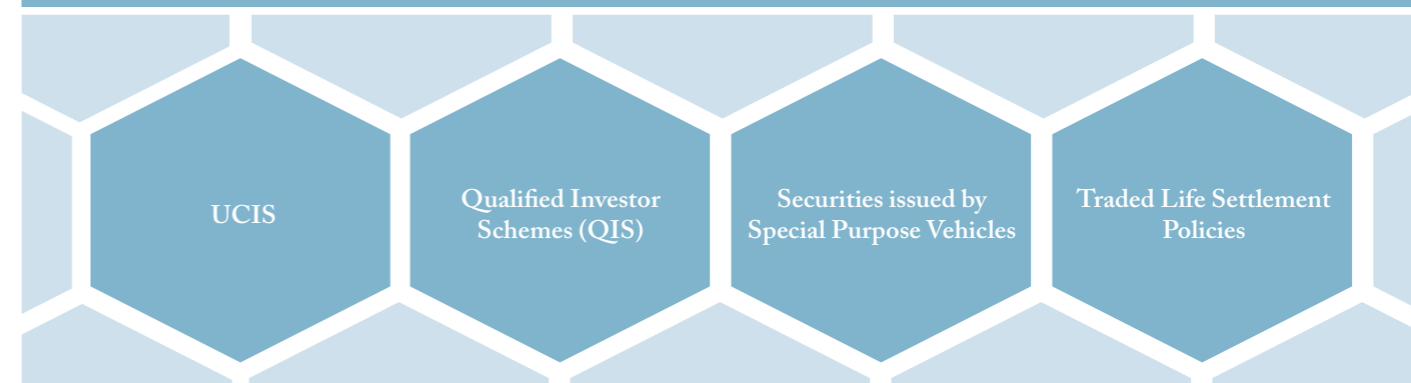 UCIS
Qualified Investor
Schemes (QIS)
Securities issued by
Special Purpose Vehicles
Traded Life Settlement
Policies